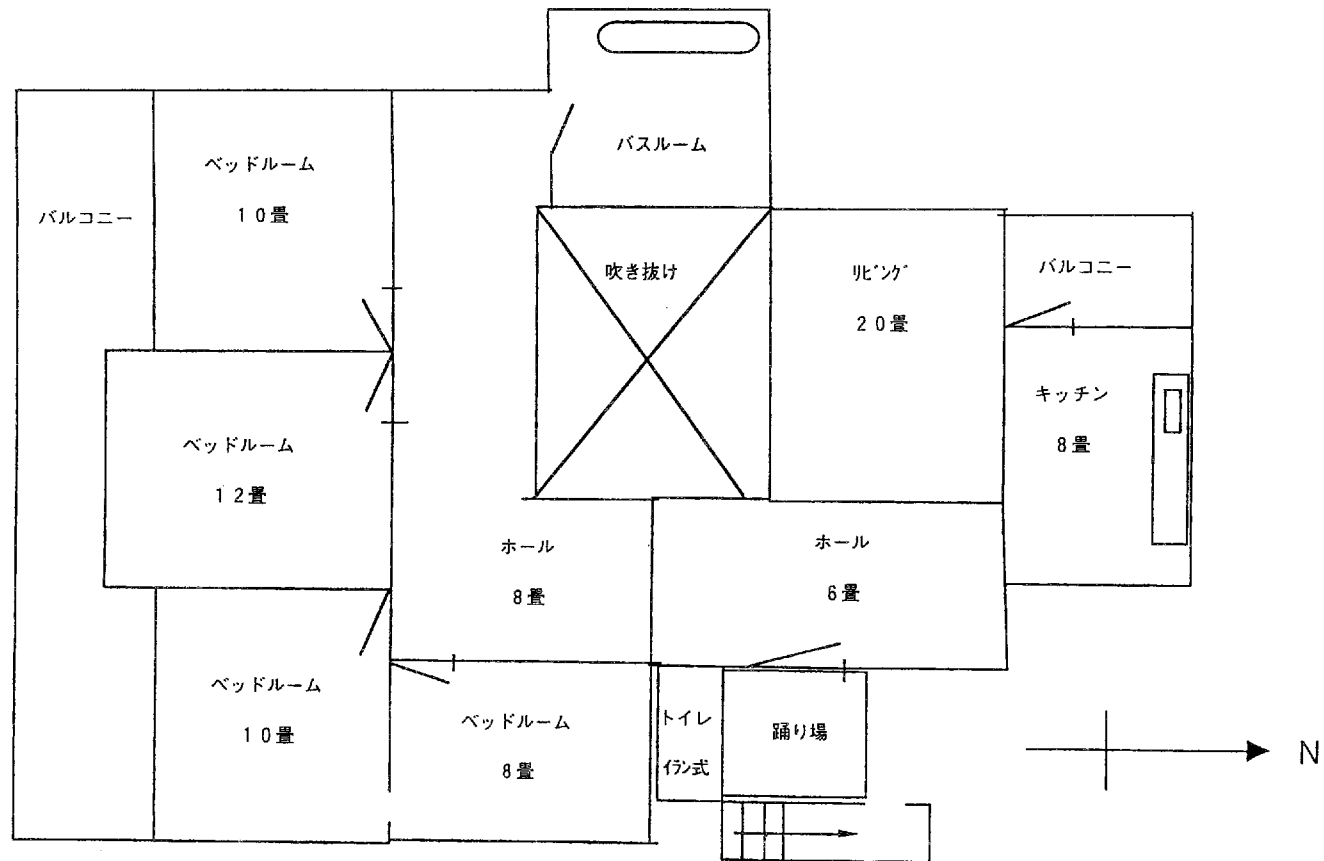 バスルーム
ベッドルーム
10畳
バルコニー
吹き抜け
ﾘﾋﾞﾝｸﾞ
20畳
バルコニー
キッチン
8畳
ベッドルーム
12畳
ホール
8畳
ホール
6畳
ベッドルーム
10畳
ベッドルーム
8畳
トイレ
ｲﾗﾝ式
踊り場
N